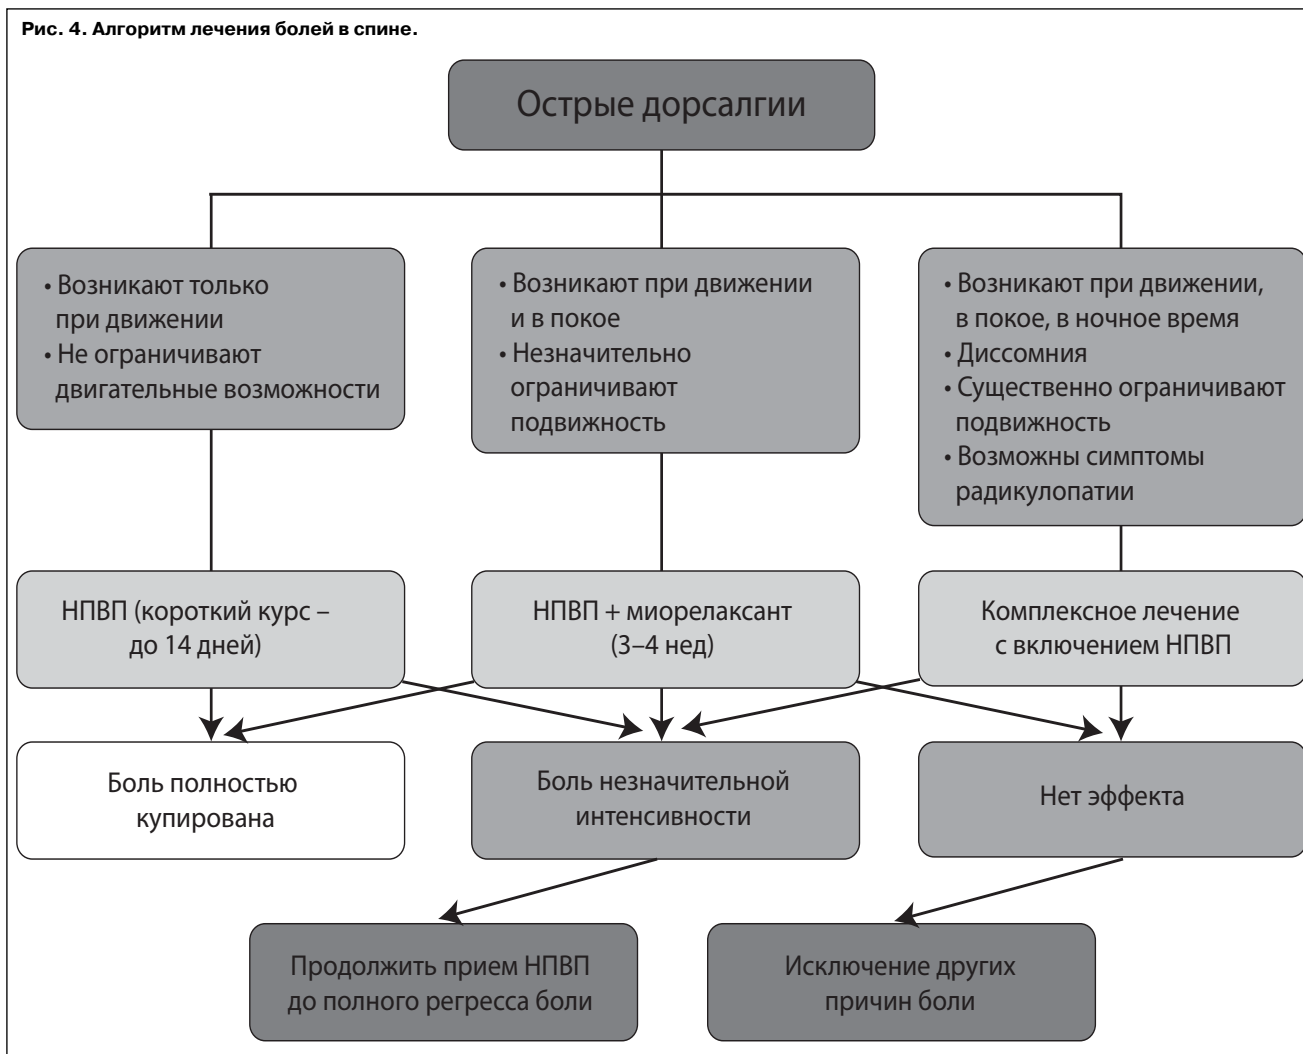 Рис. 4. Алгоритм лечения болей в спине.
Острые дорсалгии
• Возникают только
при движении
• Не ограничивают
двигательные возможности
• Возникают при движении
и в покое
• Незначительно
ограничивают
подвижность
• Возникают при движении,
в покое, в ночное время
• Диссомния
• Существенно ограничивают
подвижность
• Возможны симптомы
радикулопатии
НПВП (короткий курс –
до 14 дней)
НПВП + миорелаксант
(3–4 нед)
Комплексное лечение
с включением НПВП
Боль полностью
купирована
Боль незначительной
интенсивности
Нет эффекта
Продолжить прием НПВП
до полного регресса боли
Исключение других
причин боли